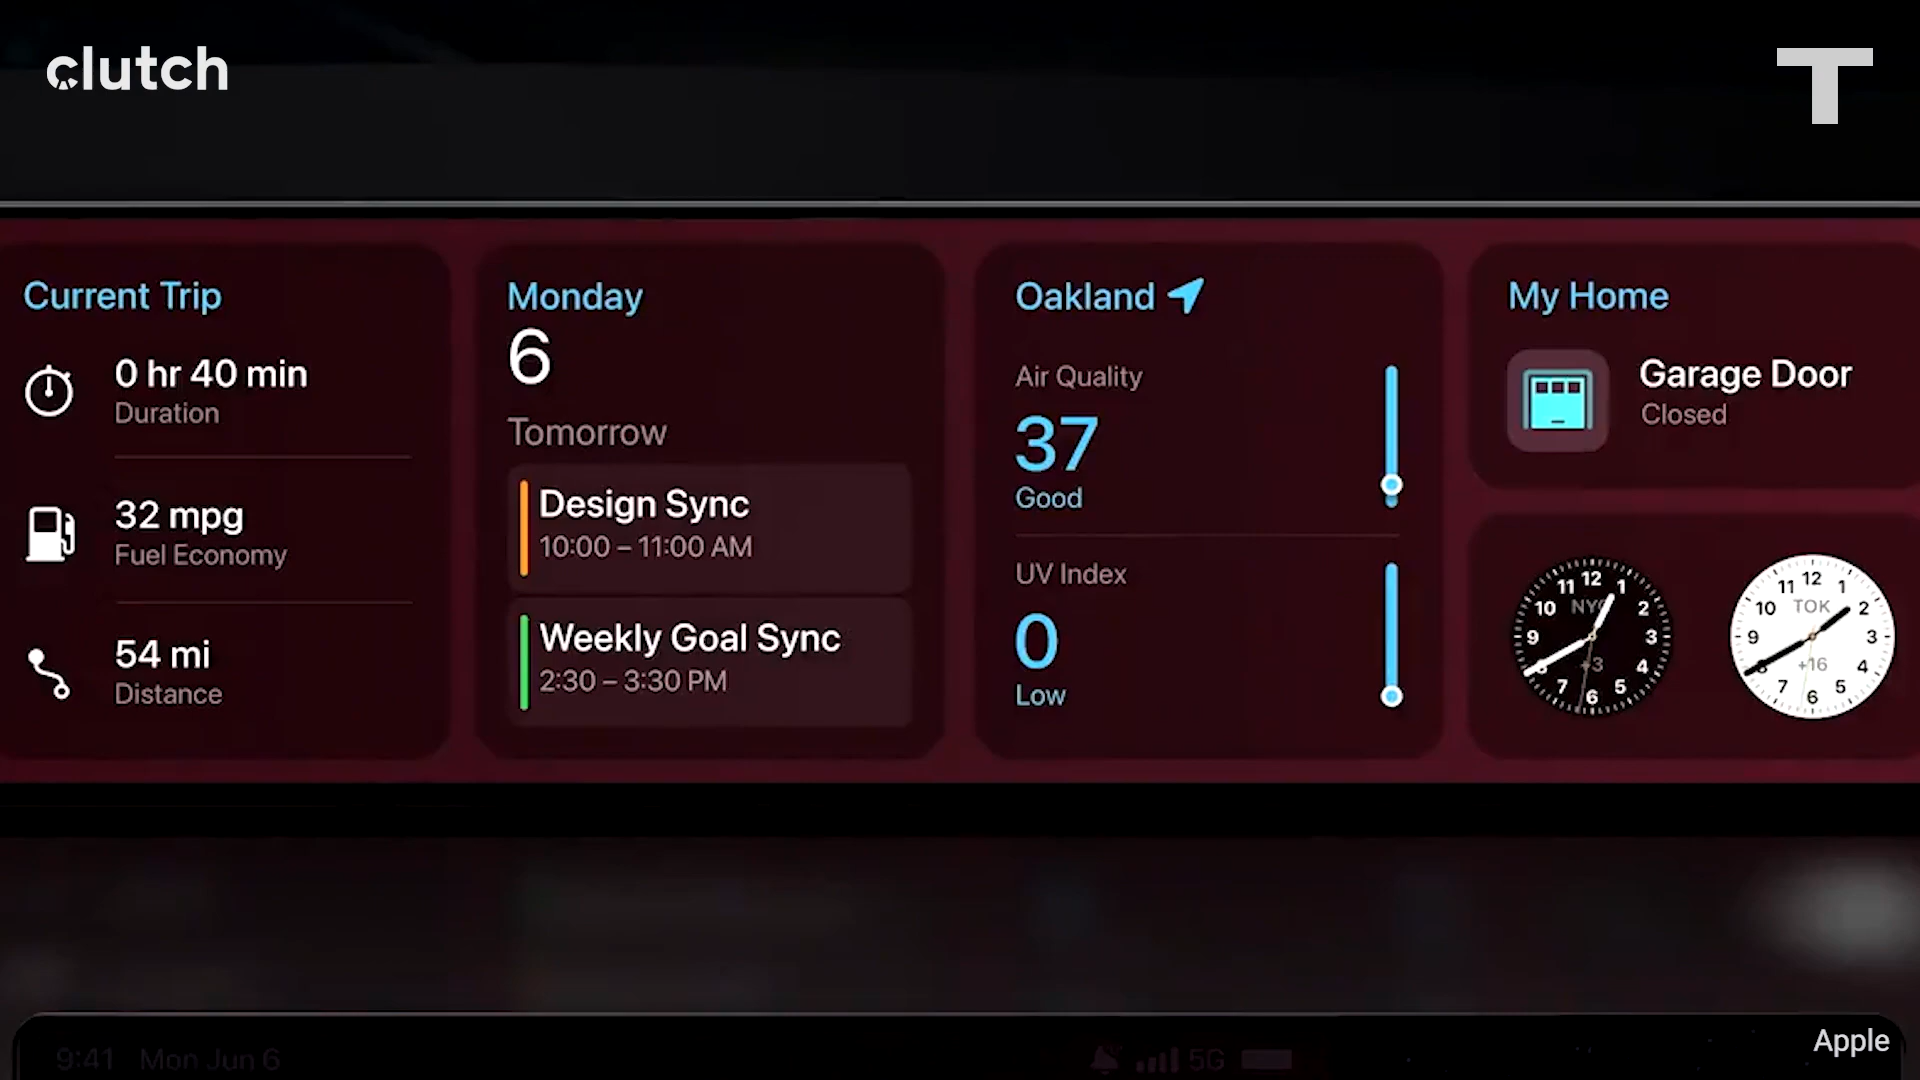 clutch
T
Current Trip
0 hr 40 min
Duration
32 mpg
Fuel Economy
54 mi
Distance
Monday
6
Tomorrow
Design Sync
10:00 – 11:00 AM
Weekly Goal Sync
2:30 – 3:30 PM
Oakland
Air Quality
37
Good
UV Index
0
Low
My Home
Garage Door
Closed
11 12 1
10 NYC 2
9 3
8 +3 4
7 6 5
11 12 1
10 TOK 2
9 3
8 +16 4
7 6 5
9:41 Mon Jun 6
5G
Apple